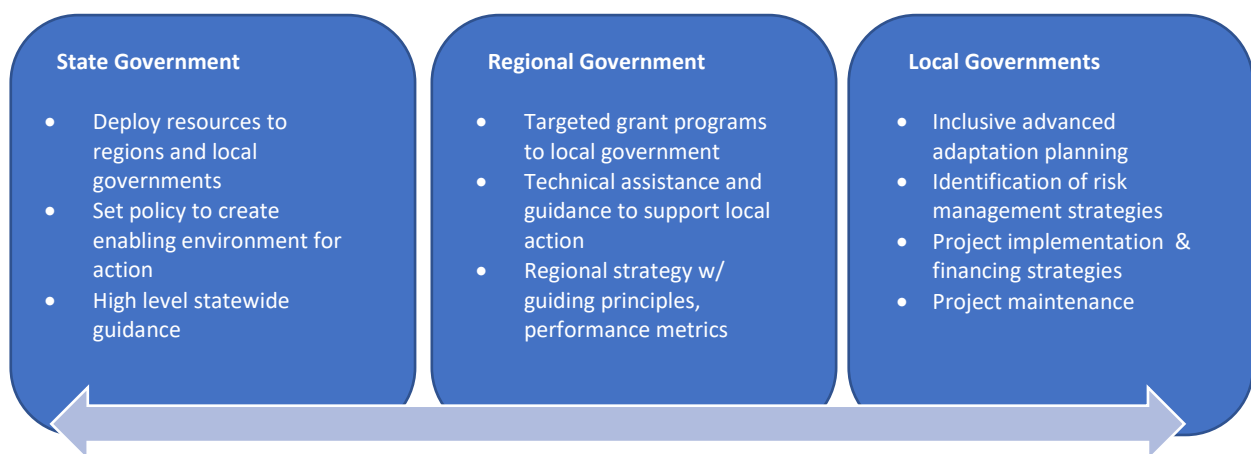 State Government
• Deploy resources to
regions and local
governments
• Set policy to create
enabling environment for
action
• High level statewide
guidance
Regional Government
• Targeted grant programs
to local government
• Technical assistance and
guidance to support local
action
• Regional strategy w/
guiding principles,
performance metrics
Local Governments
• Inclusive advanced
adaptation planning
• Identification of risk
management strategies
• Project implementation &
financing strategies
• Project maintenance